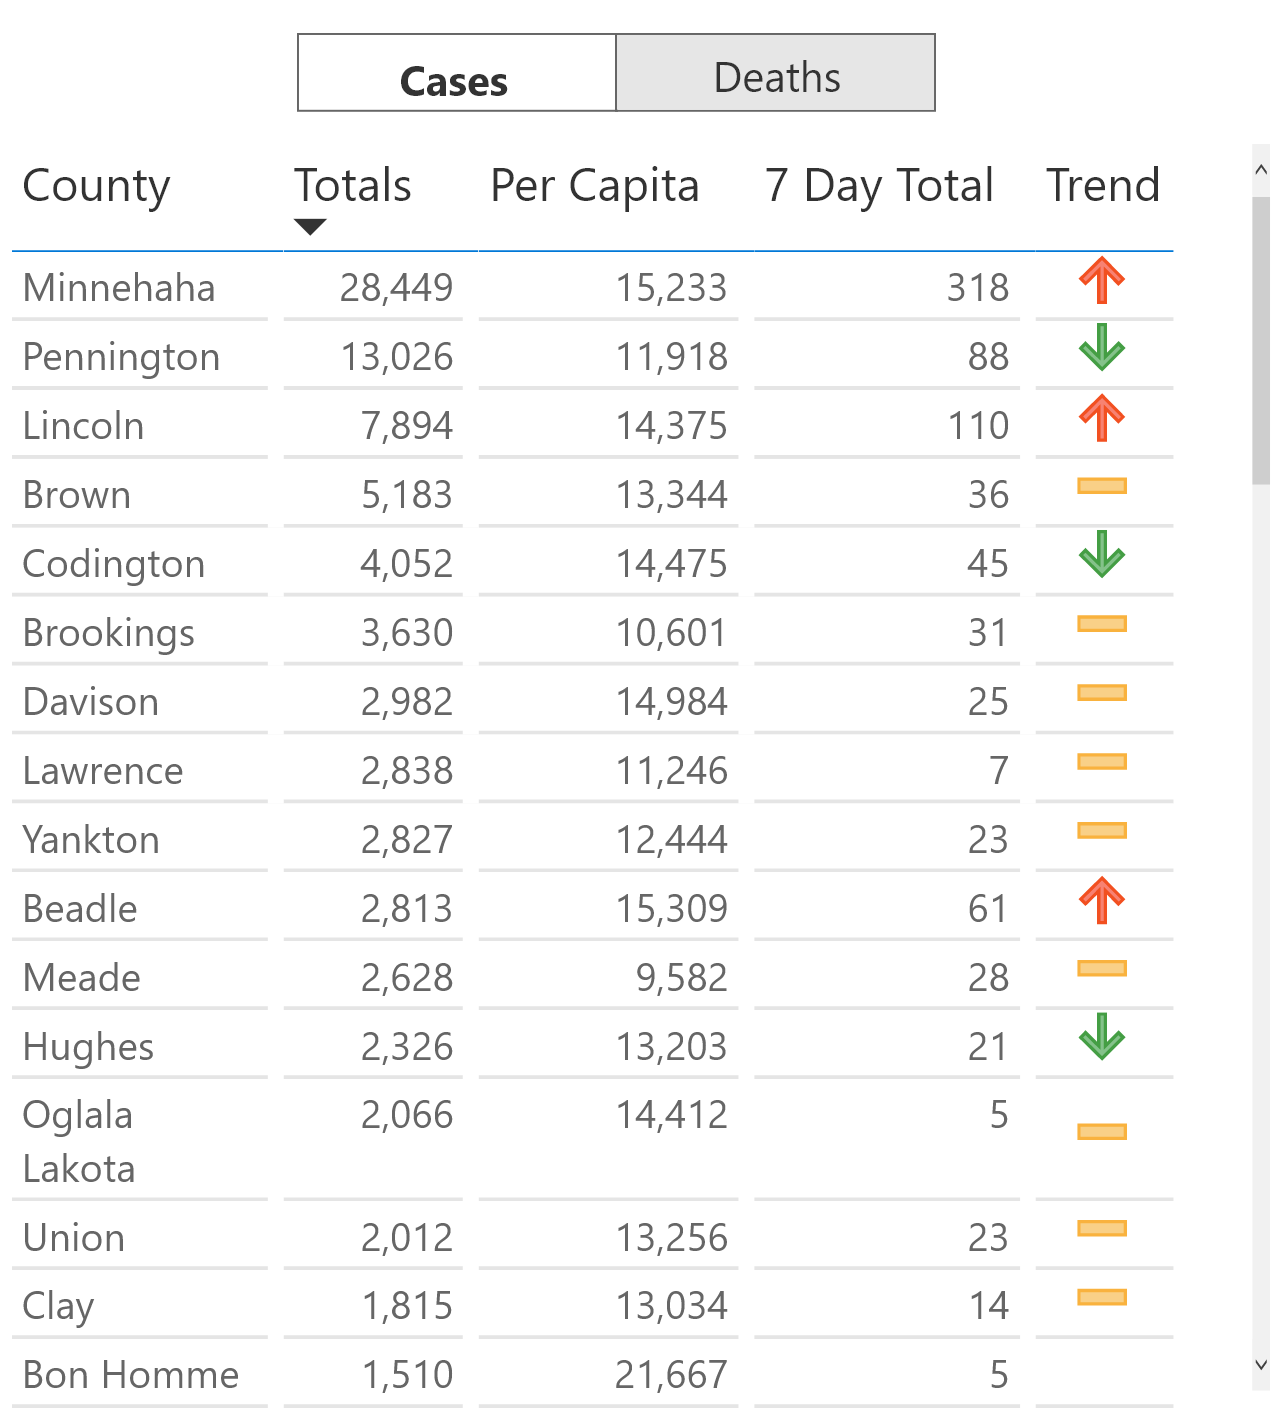 Cases Deaths
County Totals Per Capita 7 Day Total Trend
Minnehaha 28,449 15,233 318
Pennington 13,026 11,918 88
Lincoln 7,894 14,375 110
Brown 5,183 13,344 36
Codington 4,052 14,475 45
Brookings 3,630 10,601 31
Davison 2,982 14,984 25
Lawrence 2,838 11,246 7
Yankton 2,827 12,444 23
Beadle 2,813 15,309 61
Meade 2,628 9,582 28
Hughes 2,326 13,203 21
Oglala 2,066 14,412 5
Lakota
Union 2,012 13,256 23
Clay 1,815 13,034 14
Bon Homme 1,510 21,667 5